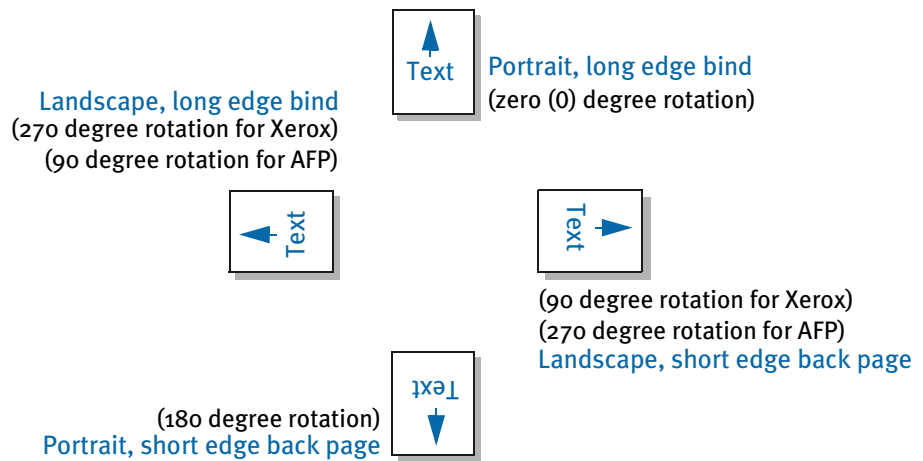 Text
Portrait, long edge bind
(zero (0) degree rotation)
Landscape, long edge bind
(270 degree rotation for Xerox)
(90 degree rotation for AFP)
Text
Text
(90 degree rotation for Xerox)
(270 degree rotation for AFP)
Landscape, short edge back page
Text
(180 degree rotation)
Portrait, short edge back page